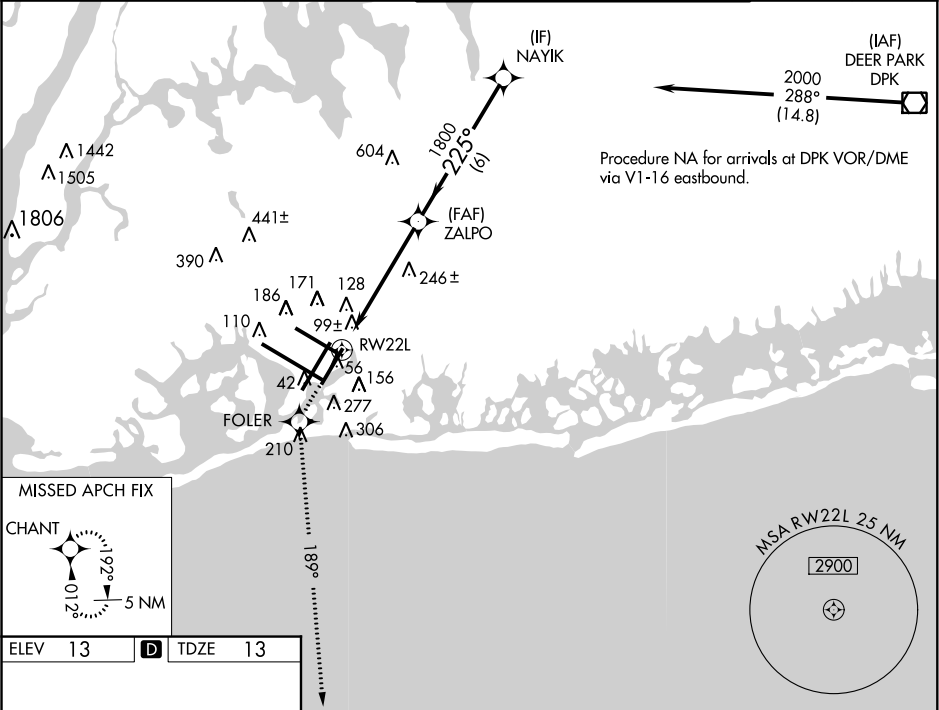 (IF)
NAYIK
(IAF)
DEER PARK
DPK
2000
288°
(14.8)
1800
225°
(6)
Procedure NA for arrivals at DPK VOR/DME
via V1-16 eastbound.
1442
1505
1806
604
441±
390
(FAF)
ZALPO
246±
171
128
186
99±
110
RW22L
56
42
156
277
FOLER
306
210
189°
MISSED APCH FIX
CHANT
192°
012°
5 NM
MSA RW22L 25 NM
2900
ELEV 13 D TDZE 13